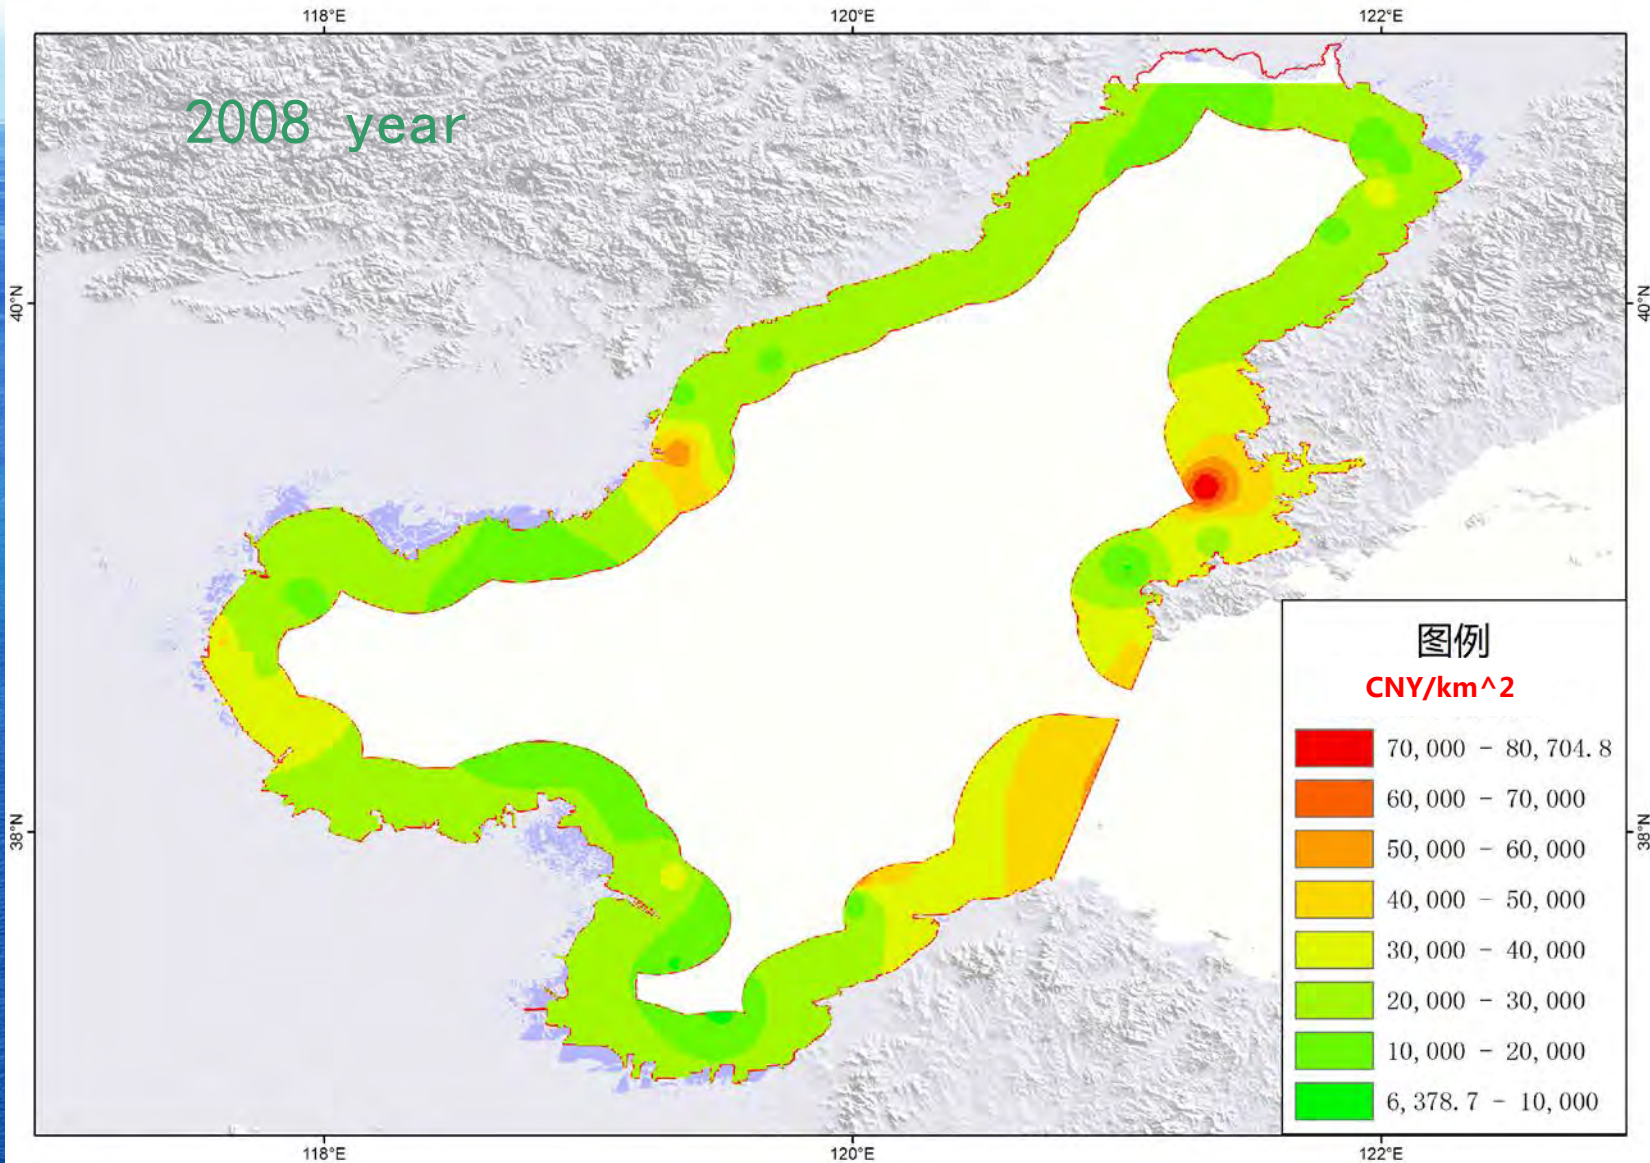 118°E
120°E
122°E
2008 year
40°N
40°N
38°N
38°N
图例
CNY/km^2
70,000 - 80,704.8
60,000 - 70,000
50,000 - 60,000
40,000 - 50,000
30,000 - 40,000
20,000 - 30,000
10,000 - 20,000
6,378.7 - 10,000
118°E
120°E
122°E